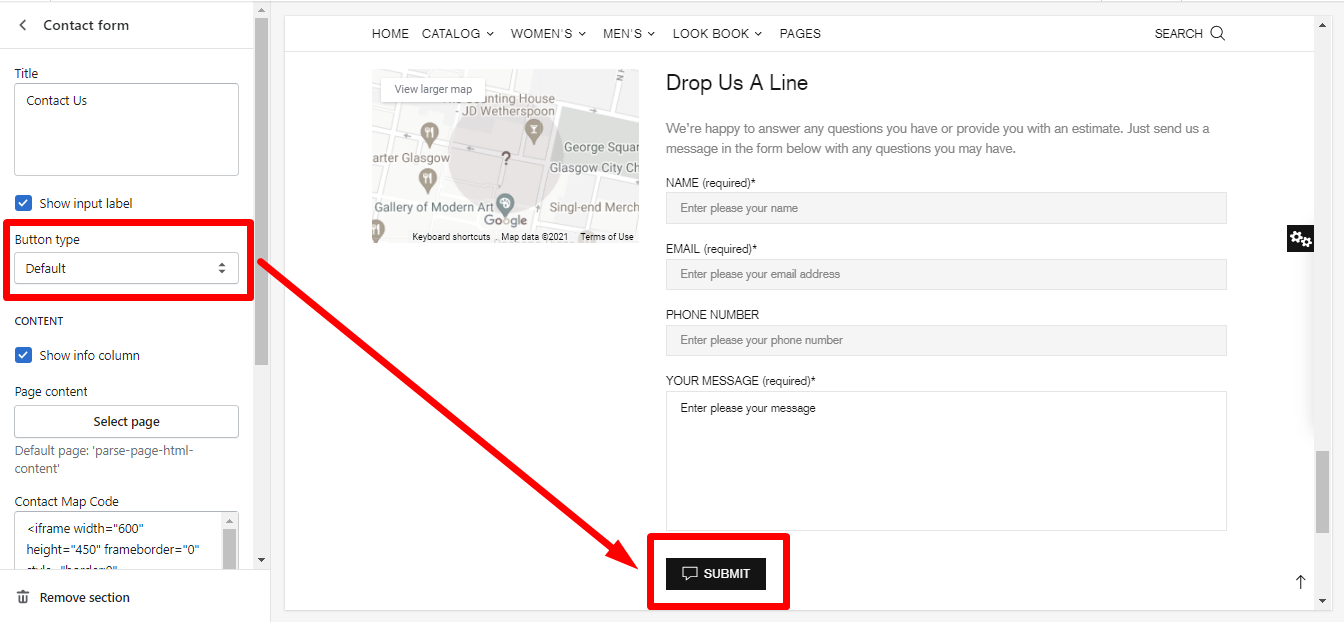 Contact form
Title
Contact Us
Show input label
Button type
Default
CONTENT
Show info column
Page content
Select page
Default page: 'parse-page-html-
content'
Contact Map Code
<iframe width="600"
height="450" frameborder="0"
Remove section
HOME CATALOG WOMEN'S MEN'S LOOK BOOK PAGES
SEARCH
View larger map
The Counting House
- JD Wetherspoon
George Squar
arter Glasgow
Glasgow City Ch
Gallery of Modern Art
Singl-end Merch
Google
Keyboard shortcuts Map data ©2021 Terms of Use
Drop Us A Line
We’re happy to answer any questions you have or provide you with an estimate. Just send us a
message in the form below with any questions you may have.
NAME (required)*
Enter please your name
EMAIL (required)*
Enter please your email address
PHONE NUMBER
Enter please your phone number
YOUR MESSAGE (required)*
Enter please your message
SUBMIT